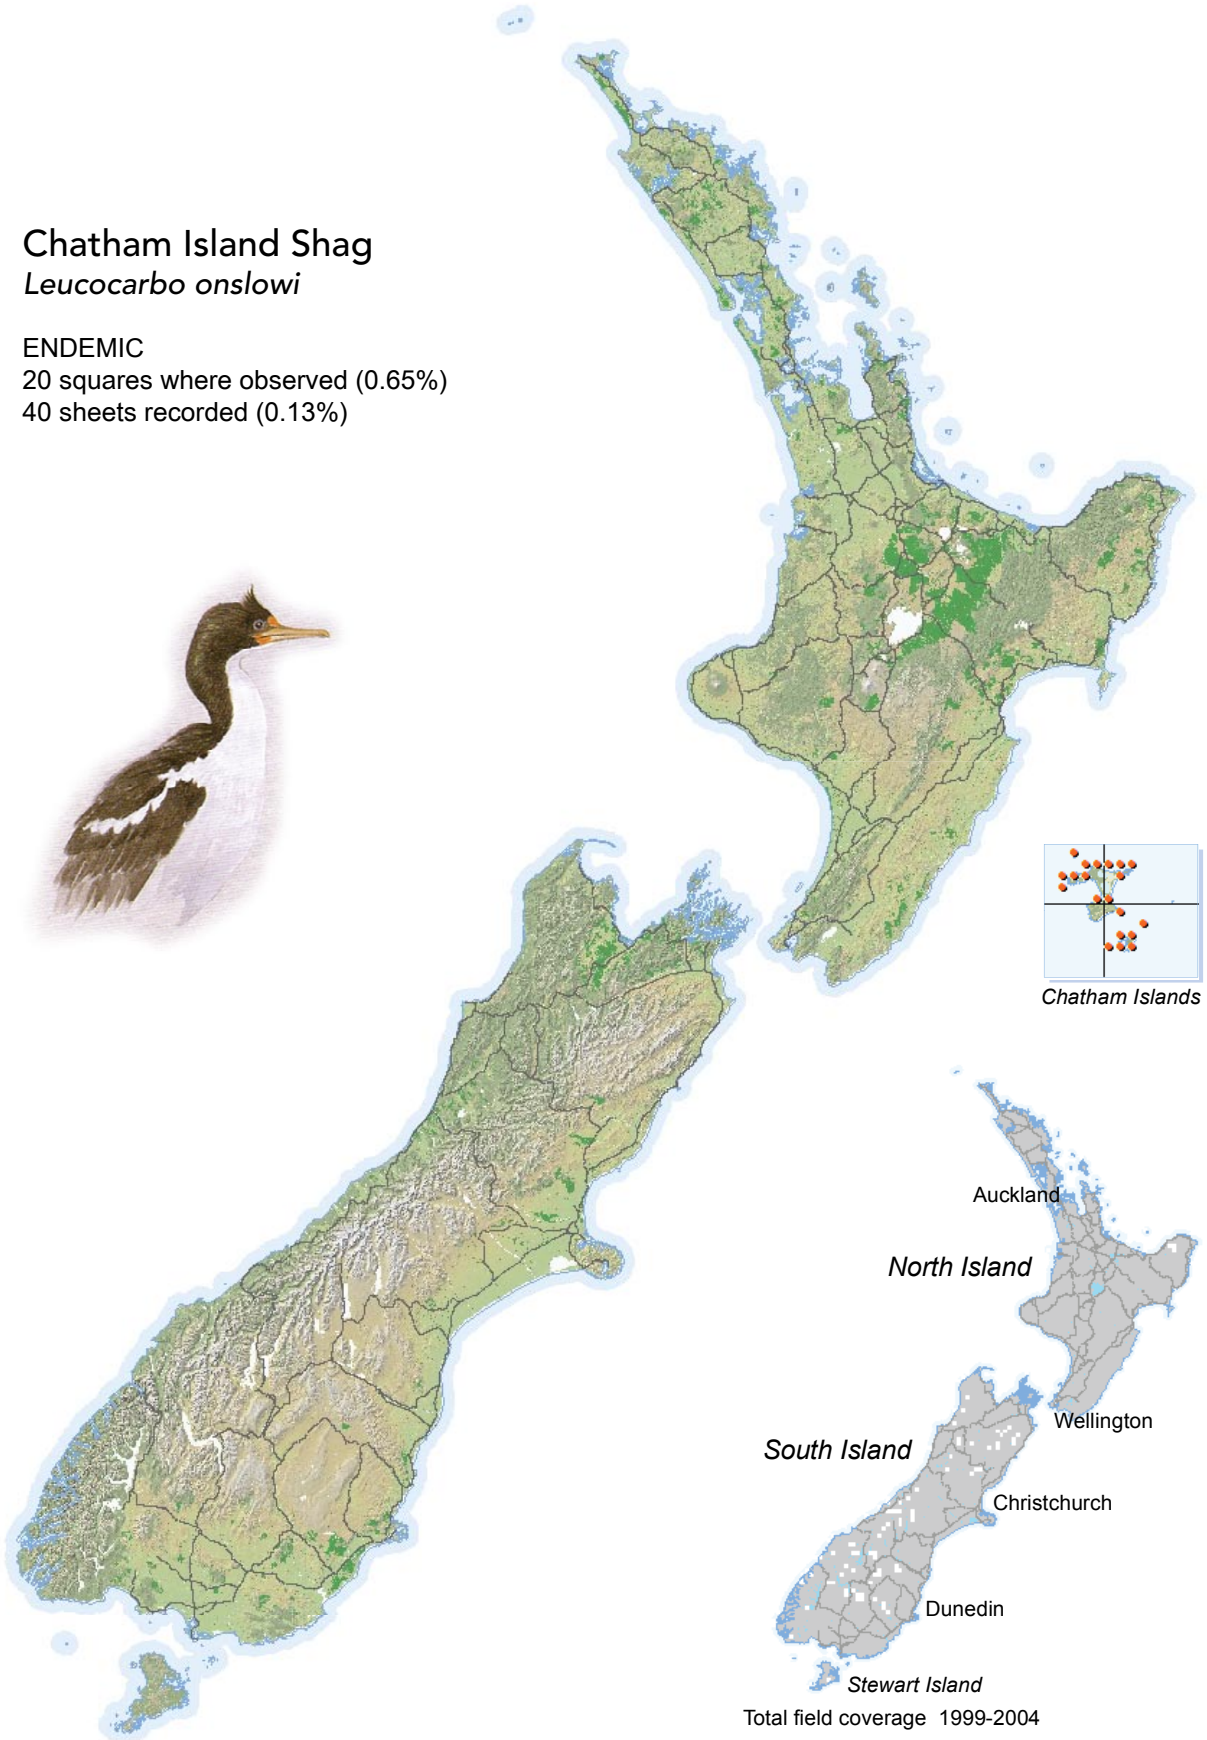 Chatham Island Shag
Leucocarbo onslowi
ENDEMIC
20 squares where observed (0.65%)
40 sheets recorded (0.13%)
Chatham Islands
Auckland
North Island
Wellington
South Island
Christchurch
Dunedin
Stewart Island
Total field coverage 1999-2004